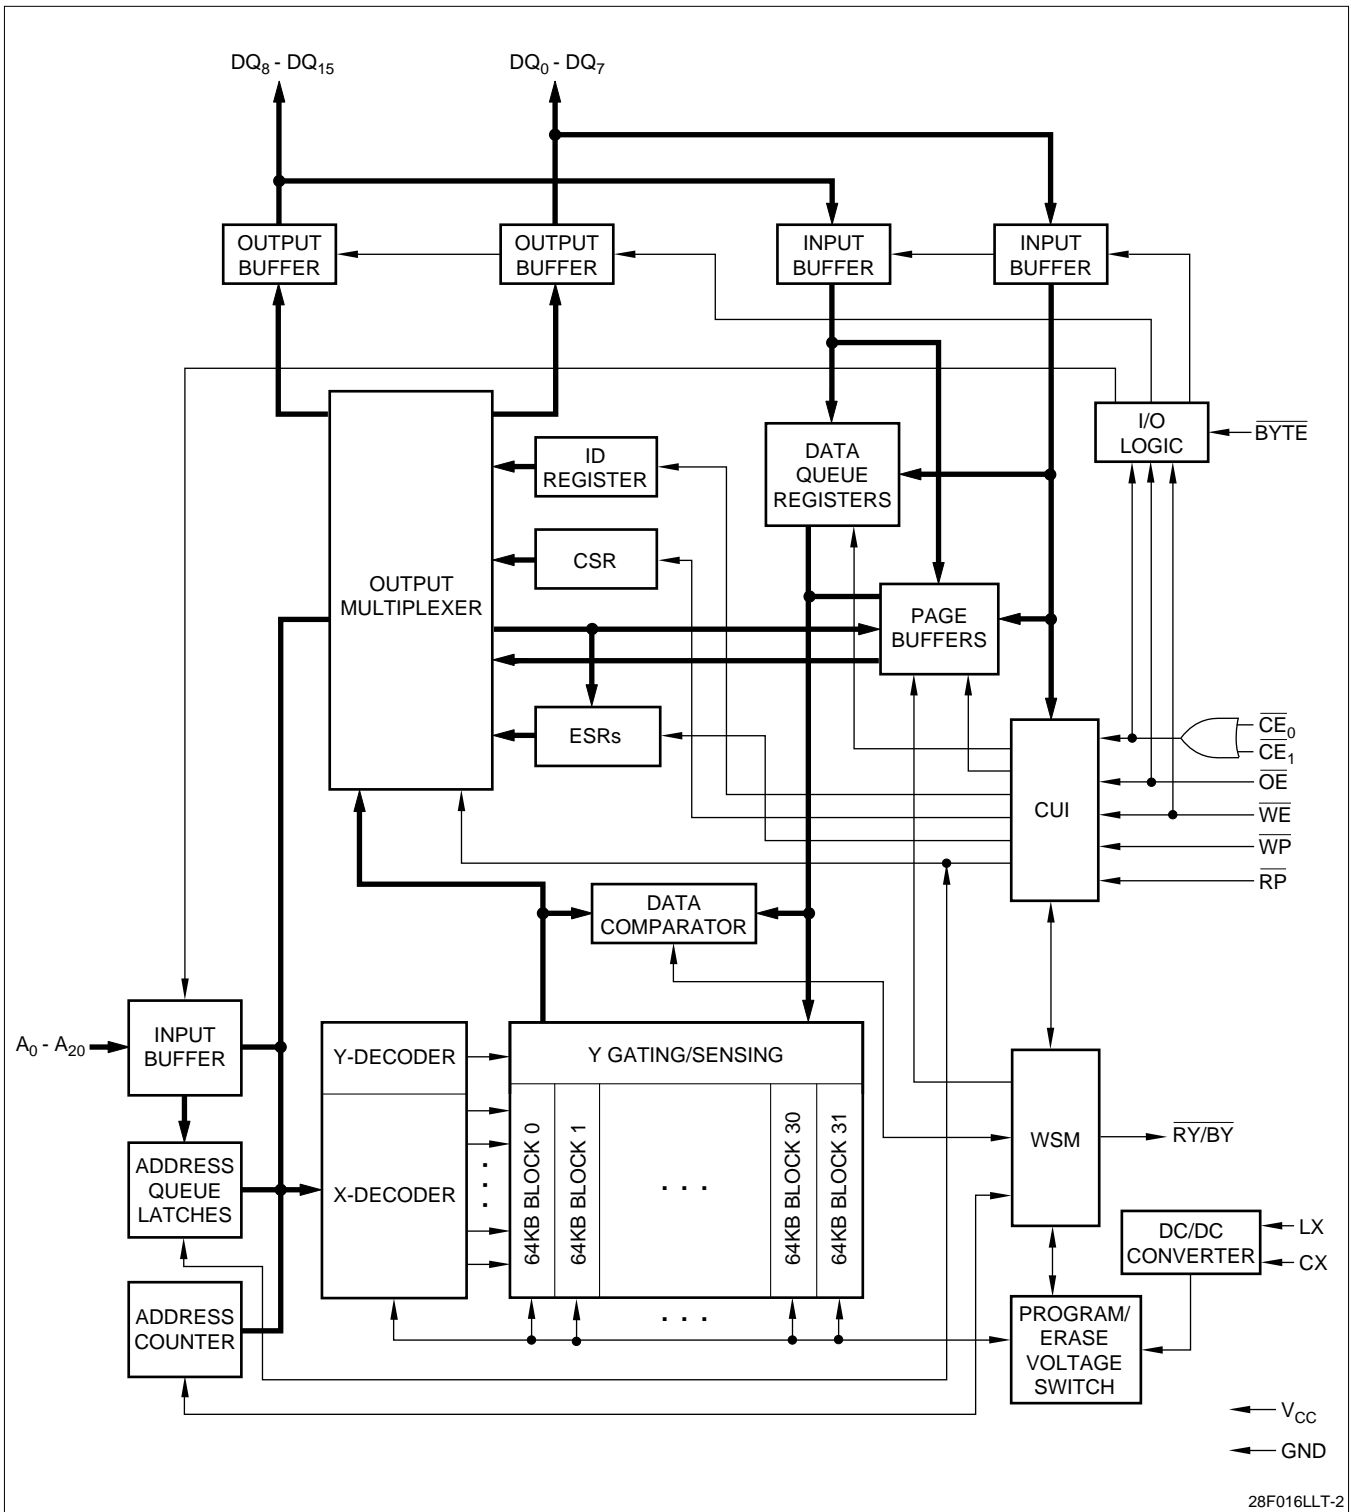 DQ8 - DQ15
DQ0 - DQ7
OUTPUT
BUFFER
OUTPUT
BUFFER
INPUT
BUFFER
INPUT
BUFFER
I/O
LOGIC
BYTE
ID
REGISTER
DATA
QUEUE
REGISTERS
CSR
OUTPUT
MULTIPLEXER
PAGE
BUFFERS
ESRs
CUI
CE0
CE1
OE
WE
WP
RP
DATA
COMPARATOR
A0 - A20
INPUT
BUFFER
Y-DECODER
Y GATING/SENSING
ADDRESS
QUEUE
LATCHES
X-DECODER
64KB BLOCK 0
64KB BLOCK 1
. . .
64KB BLOCK 30
64KB BLOCK 31
WSM
RY/BY
DC/DC
CONVERTER
LX
CX
ADDRESS
COUNTER
. . .
PROGRAM/
ERASE
VOLTAGE
SWITCH
VCC
GND
28F016LLT-2